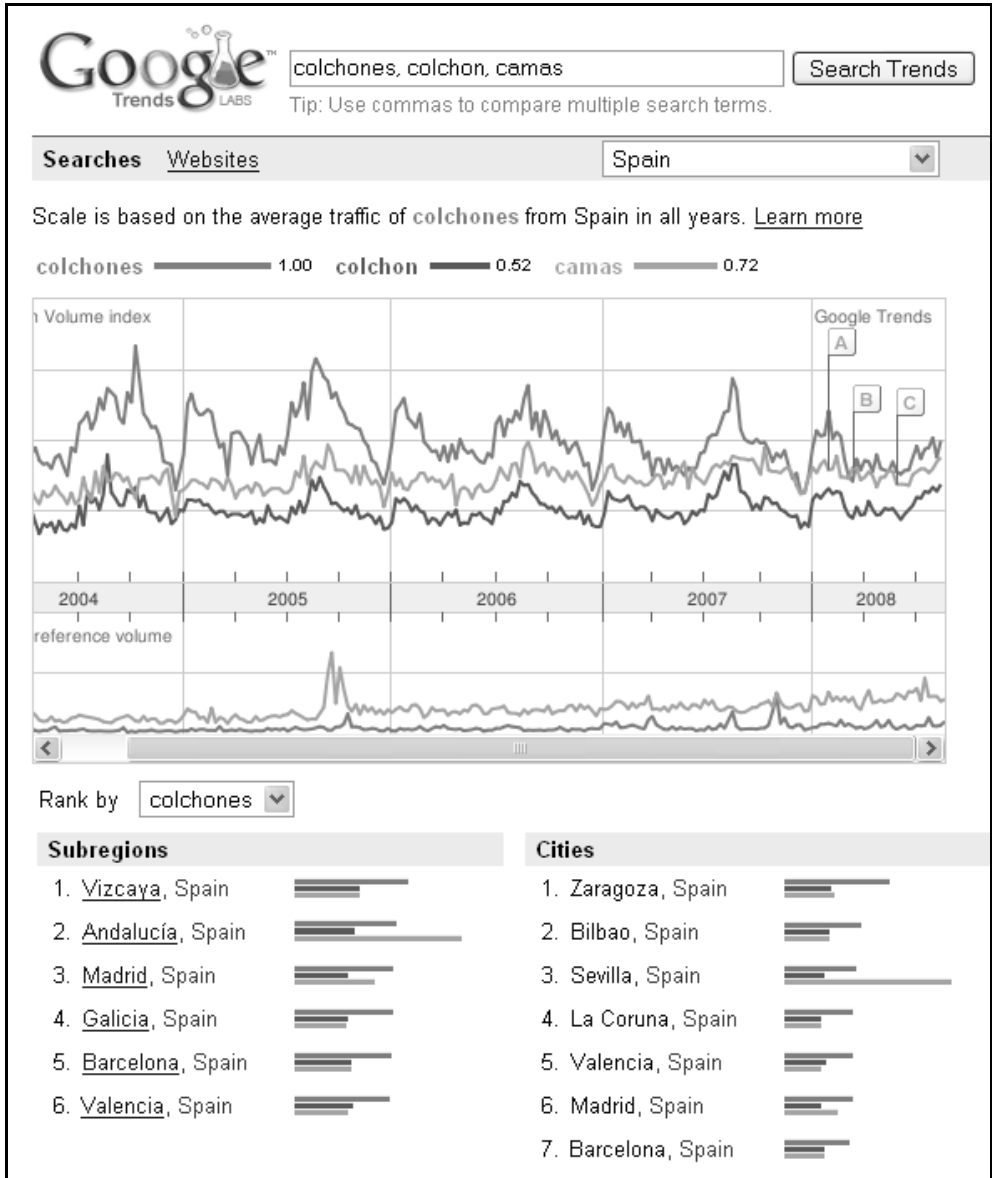 Google™
Trends LABS
colchones, colchon, camas
Search Trends
Tip: Use commas to compare multiple search terms.
Searches Websites
Spain
Scale is based on the average traffic of colchones from Spain in all years. Learn more
colchones 1.00 colchon 0.52 camas 0.72
Volume index
Google Trends
A
B
C
2004 2005 2006 2007 2008
reference volume
Rank by colchones
Subregions
1. Vizcaya, Spain
2. Andalucía, Spain
3. Madrid, Spain
4. Galicia, Spain
5. Barcelona, Spain
6. Valencia, Spain
Cities
1. Zaragoza, Spain
2. Bilbao, Spain
3. Sevilla, Spain
4. La Coruna, Spain
5. Valencia, Spain
6. Madrid, Spain
7. Barcelona, Spain